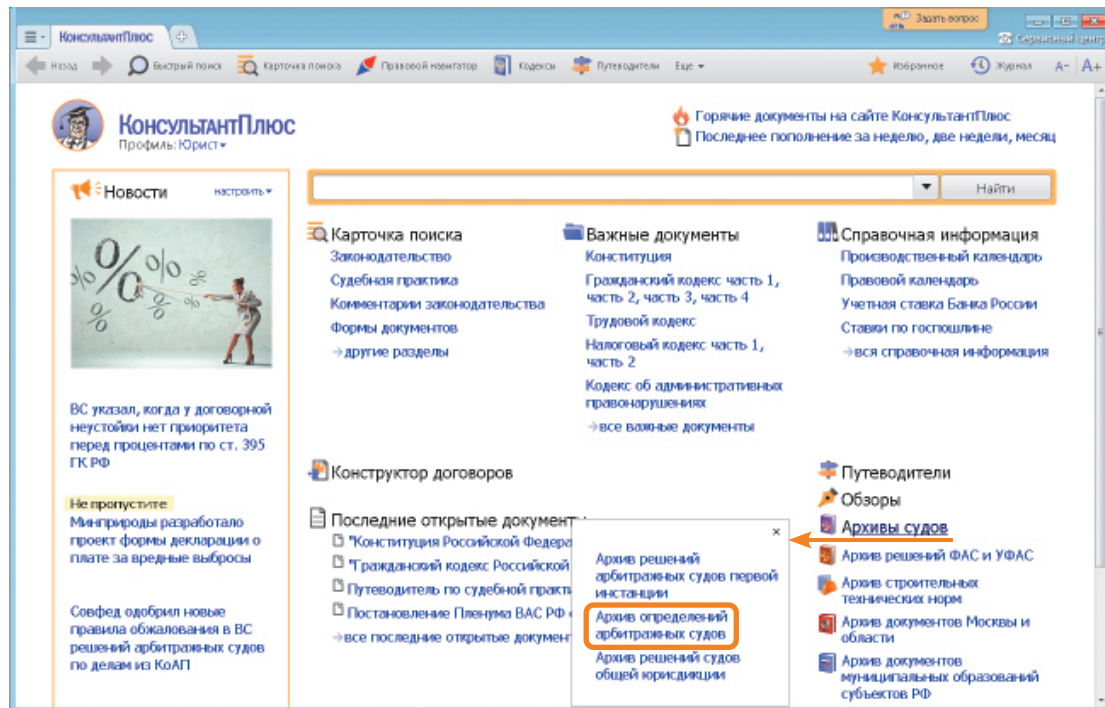 Задать вопрос
КонсультантПлюс
Сервисный центр
Назад
Быстрый поиск
Карточка поиска
Правовой навигатор
Кодексы
Путеводители
Еще
Избранное
Журнал
А- А+
КонсультантПлюс
Профиль: Юрист
Горячие документы на сайте КонсультантПлюс
Последнее пополнение за неделю, две недели, месяц
Новости
настроить
Найти
ВС указал, когда у договорной
неустойки нет приоритета
перед процентами по ст. 395
ГК РФ
Не пропустите
Минприроды разработало
проект формы декларации о
плате за вредные выбросы
Совфед одобрил новые
правила обжалования в ВС
решений арбитражных судов
по делам из КоАП
Карточка поиска
Законодательство
Судебная практика
Комментарии законодательства
Формы документов
→другие разделы
Важные документы
Конституция
Гражданский кодекс часть 1,
часть 2, часть 3, часть 4
Трудовой кодекс
Налоговый кодекс часть 1,
часть 2
Кодекс об административных
правонарушениях
→все важные документы
Справочная информация
Производственный календарь
Правовой календарь
Учетная ставка Банка России
Ставки по госпошлине
→вся справочная информация
Конструктор договоров
Последние открытые документы
"Конституция Российской Федера
"Гражданский кодекс Российской
Путеводитель по судебной практи
Постановление Пленума ВАС РФ
→все последние открытые документ
×
Архив решений
арбитражных судов первой
инстанции
Архив определений
арбитражных судов
Архив решений судов
общей юрисдикции
Путеводители
Обзоры
Архивы судов
Архив решений ФАС и УФАС
Архив строительных
технических норм
Архив документов Москвы и
области
Архив документов
муниципальных образований
субъектов РФ